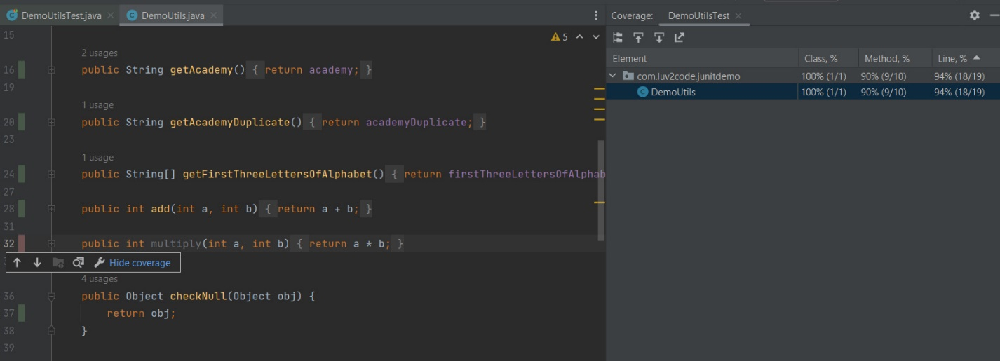 DemoUtilsTest.java
DemoUtils.java
Coverage: DemoUtilsTest
15
5
2 usages
16 public String getAcademy() { return academy; }
19
1 usage
20 public String getAcademyDuplicate() { return academyDuplicate; }
23
1 usage
24 public String[] getFirstThreeLettersOfAlphabet() { return firstThreeLettersOfAlphab
27
28 public int add(int a, int b) { return a + b; }
31
32 public int multiply(int a, int b) { return a * b; }
Hide coverage
4 usages
36 public Object checkNull(Object obj) {
37 return obj;
38 }
39
Element Class, % Method, % Line, %
com.luv2code.junitdemo 100% (1/1) 90% (9/10) 94% (18/19)
DemoUtils 100% (1/1) 90% (9/10) 94% (18/19)